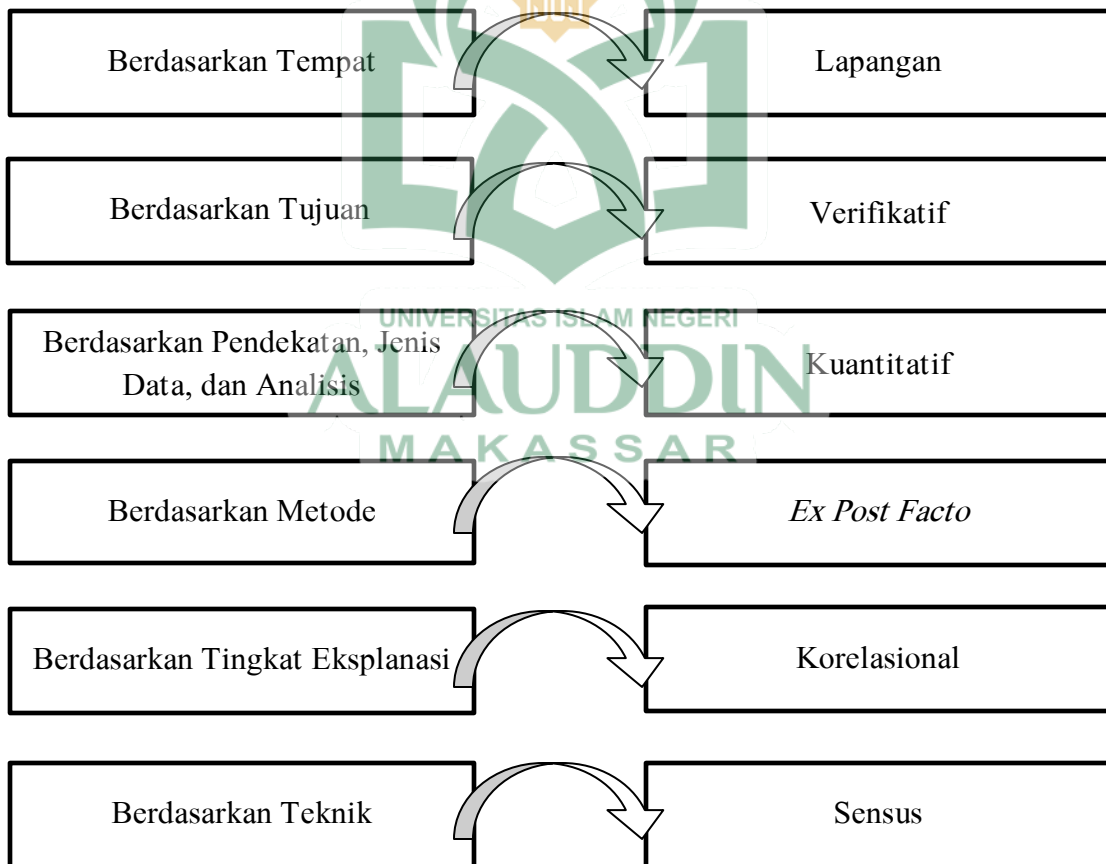 Berdasarkan Tempat
Lapangan
Berdasarkan Tujuan
Verifikatif
UNIVERSITAS ISLAM NEGERI
Berdasarkan Pendekatan, Jenis
Data, dan Analisis
Kuantitatif
ALAUDDIN
MAKASSAR
Berdasarkan Metode
Ex Post Facto
Berdasarkan Tingkat Eksplanasi
Korelasional
Berdasarkan Teknik
Sensus